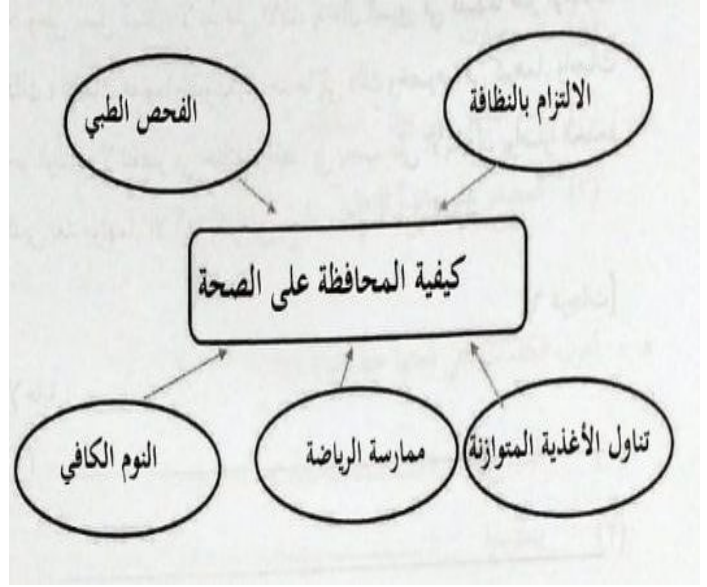 الالتزام بالنظافة
الفحص الطبي
كيفية المحافظة على الصحة
تناول الأغذية المتوازنة
ممارسة الرياضة
النوم الكافي